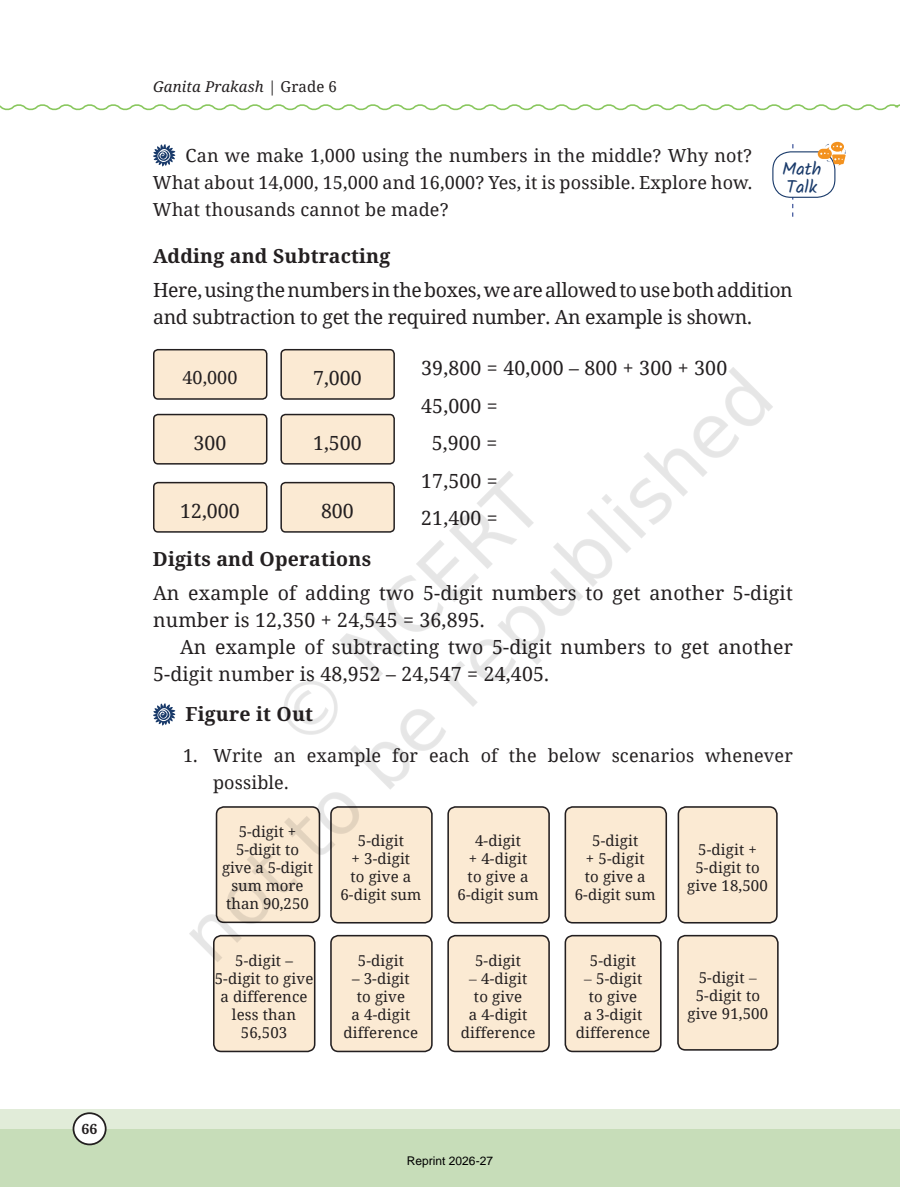 Ganita Prakash | Grade 6
Can we make 1,000 using the numbers in the middle? Why not?
What about 14,000, 15,000 and 16,000? Yes, it is possible. Explore how.
What thousands cannot be made?
Math
Talk
Adding and Subtracting
Here, using the numbers in the boxes, we are allowed to use both addition
and subtraction to get the required number. An example is shown.
40,000
7,000
300
1,500
12,000
800
39,800 = 40,000 – 800 + 300 + 300
45,000 =
5,900 =
17,500 =
21,400 =
Digits and Operations
An example of adding two 5-digit numbers to get another 5-digit
number is 12,350 + 24,545 = 36,895.
An example of subtracting two 5-digit numbers to get another
5-digit number is 48,952 – 24,547 = 24,405.
Figure it Out
1. Write an example for each of the below scenarios whenever
possible.
5-digit +
5-digit to
give a 5-digit
sum more
than 90,250
5-digit
+ 3-digit
to give a
6-digit sum
4-digit
+ 4-digit
to give a
6-digit sum
5-digit
+ 5-digit
to give a
6-digit sum
5-digit +
5-digit to
give 18,500
5-digit –
5-digit to give
a difference
less than
56,503
5-digit
– 3-digit
to give
a 4-digit
difference
5-digit
– 4-digit
to give
a 4-digit
difference
5-digit
– 5-digit
to give
a 3-digit
difference
5-digit –
5-digit to
give 91,500
© NCERT
not to be republished
66
Reprint 2026-27